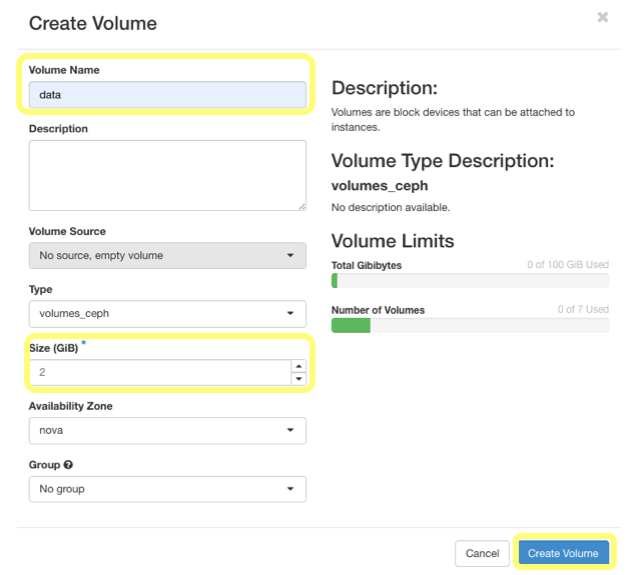 Create Volume
×
Volume Name
data
Description
Volume Source
No source, empty volume
Type
volumes_ceph
Size (GiB) *
2
Availability Zone
nova
Group ?
No group
Description:
Volumes are block devices that can be attached to
instances.
Volume Type Description:
volumes_ceph
No description available.
Volume Limits
Total Gibibytes 0 of 100 GiB Used
Number of Volumes 0 of 7 Used
Cancel Create Volume